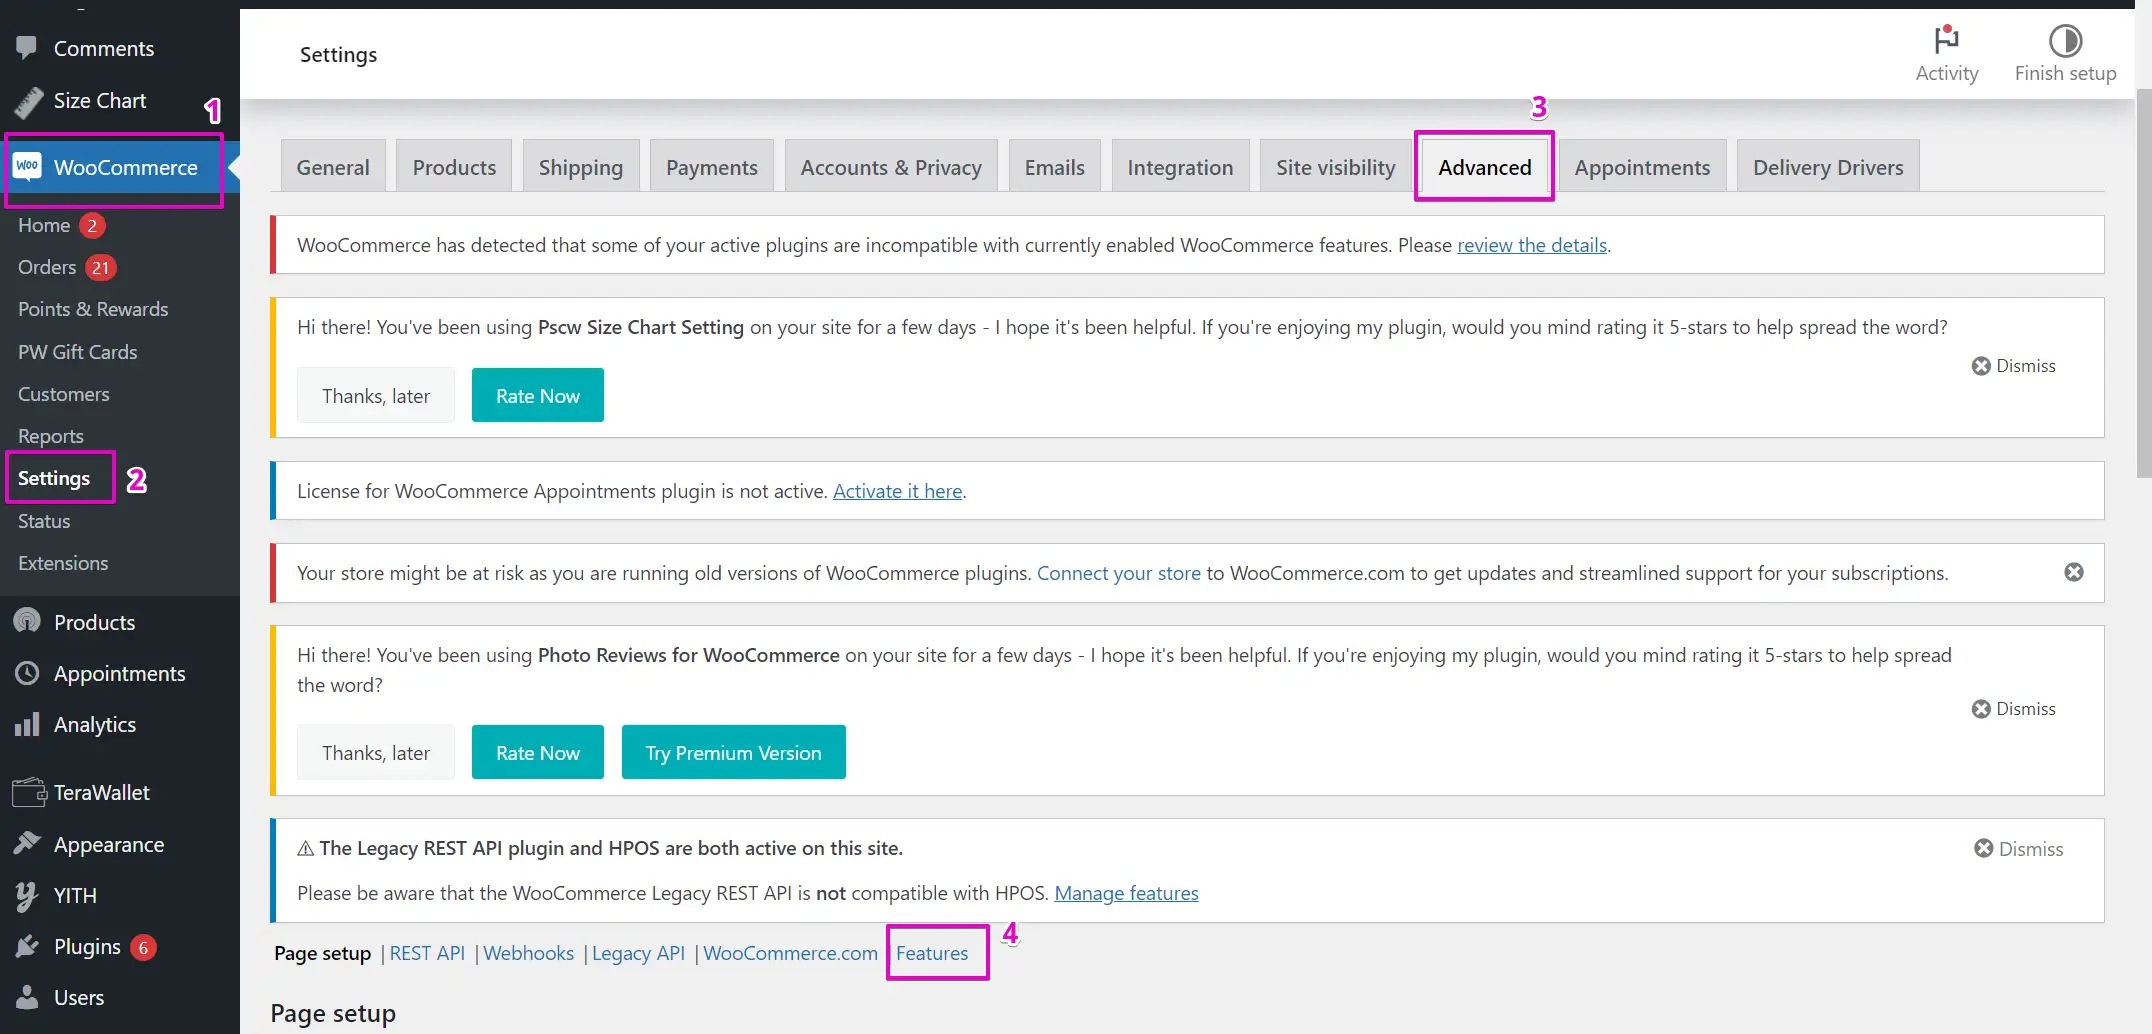 Comments
Size Chart
1
WOO WooCommerce
Home 2
Orders 21
Points & Rewards
PW Gift Cards
Customers
Reports
Settings 2
Status
Extensions
Products
Appointments
Analytics
TeraWallet
Appearance
YITH
Plugins 6
Users
Settings
Activity
Finish setup
3
General Products Shipping Payments Accounts & Privacy Emails Integration Site visibility Advanced Appointments Delivery Drivers
WooCommerce has detected that some of your active plugins are incompatible with currently enabled WooCommerce features. Please review the details.
Hi there! You've been using Pscw Size Chart Setting on your site for a few days - I hope it's been helpful. If you're enjoying my plugin, would you mind rating it 5-stars to help spread the word?
Dismiss
Thanks, later Rate Now
License for WooCommerce Appointments plugin is not active. Activate it here.
Your store might be at risk as you are running old versions of WooCommerce plugins. Connect your store to WooCommerce.com to get updates and streamlined support for your subscriptions.
Hi there! You've been using Photo Reviews for WooCommerce on your site for a few days - I hope it's been helpful. If you're enjoying my plugin, would you mind rating it 5-stars to help spread
the word?
Dismiss
Thanks, later Rate Now Try Premium Version
⚠ The Legacy REST API plugin and HPOS are both active on this site.
Dismiss
Please be aware that the WooCommerce Legacy REST API is not compatible with HPOS. Manage features
4
Page setup | REST API | Webhooks | Legacy API | WooCommerce.com | Features
Page setup